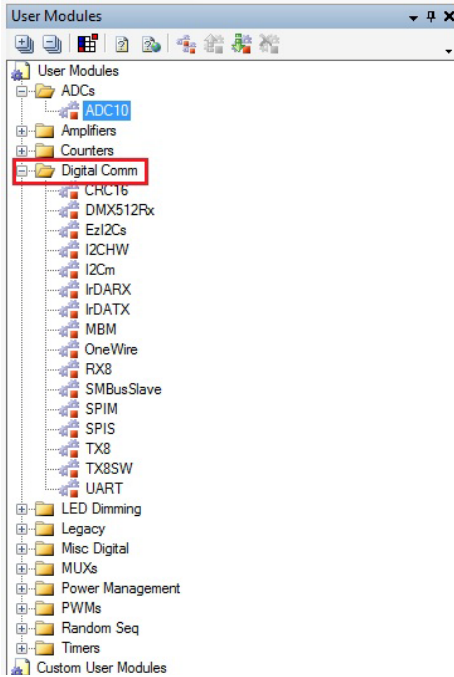 User Modules
User Modules
ADCs
ADC10
Amplifiers
Counters
Digital Comm
CRC16
DMX512Rx
EzI2Cs
I2CHW
I2Cm
IrDARX
IrDATX
MBM
OneWire
RX8
SMBusSlave
SPIM
SPIS
TX8
TX8SW
UART
LED Dimming
Legacy
Misc Digital
MUXs
Power Management
PWMs
Random Seq
Timers
Custom User Modules